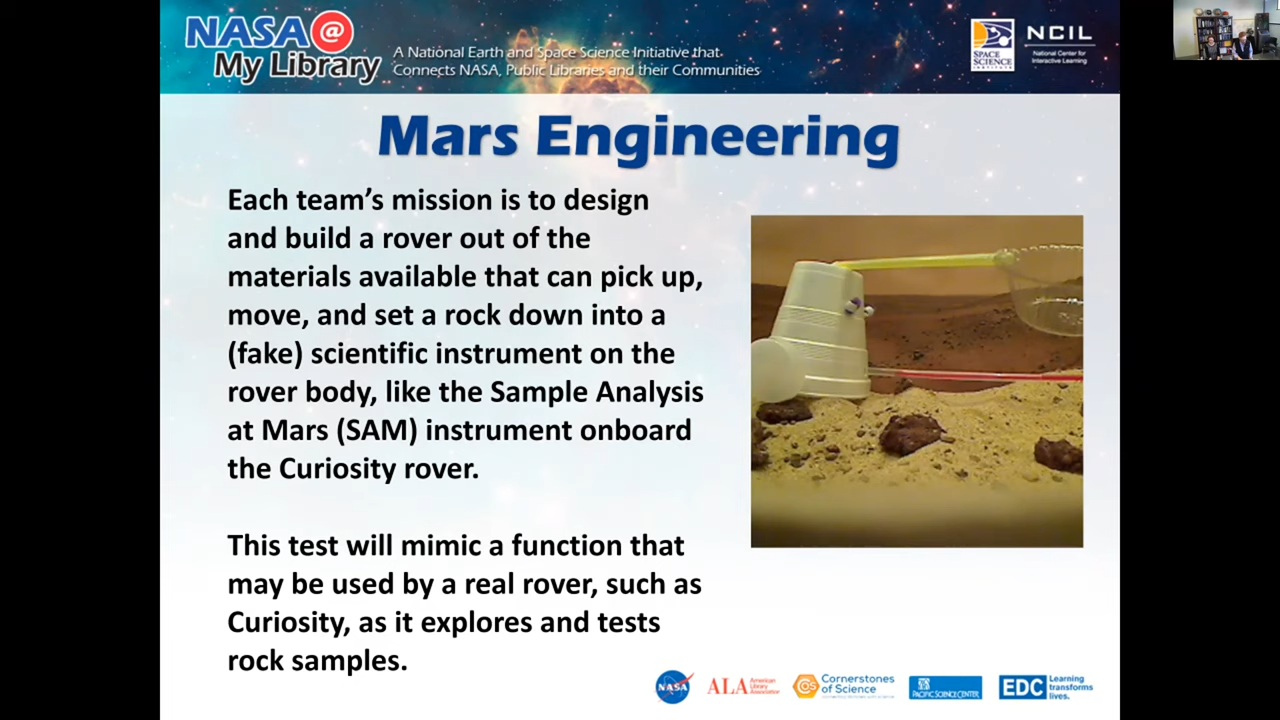 NASA@
My Library
A National Earth and Space Science Initiative that
Connects NASA, Public Libraries and their Communities
SPACE
SCIENCE
INSTITUTE
NCIL
National Center for
Interactive Learning
Mars Engineering
Each team’s mission is to design
and build a rover out of the
materials available that can pick up,
move, and set a rock down into a
(fake) scientific instrument on the
rover body, like the Sample Analysis
at Mars (SAM) instrument onboard
the Curiosity rover.
This test will mimic a function that
may be used by a real rover, such as
Curiosity, as it explores and tests
rock samples.
NASA
ALA
American
Library
Association
Cornerstones
of Science
PACIFIC SCIENCE CENTER
EDC
Learning
transforms
lives.